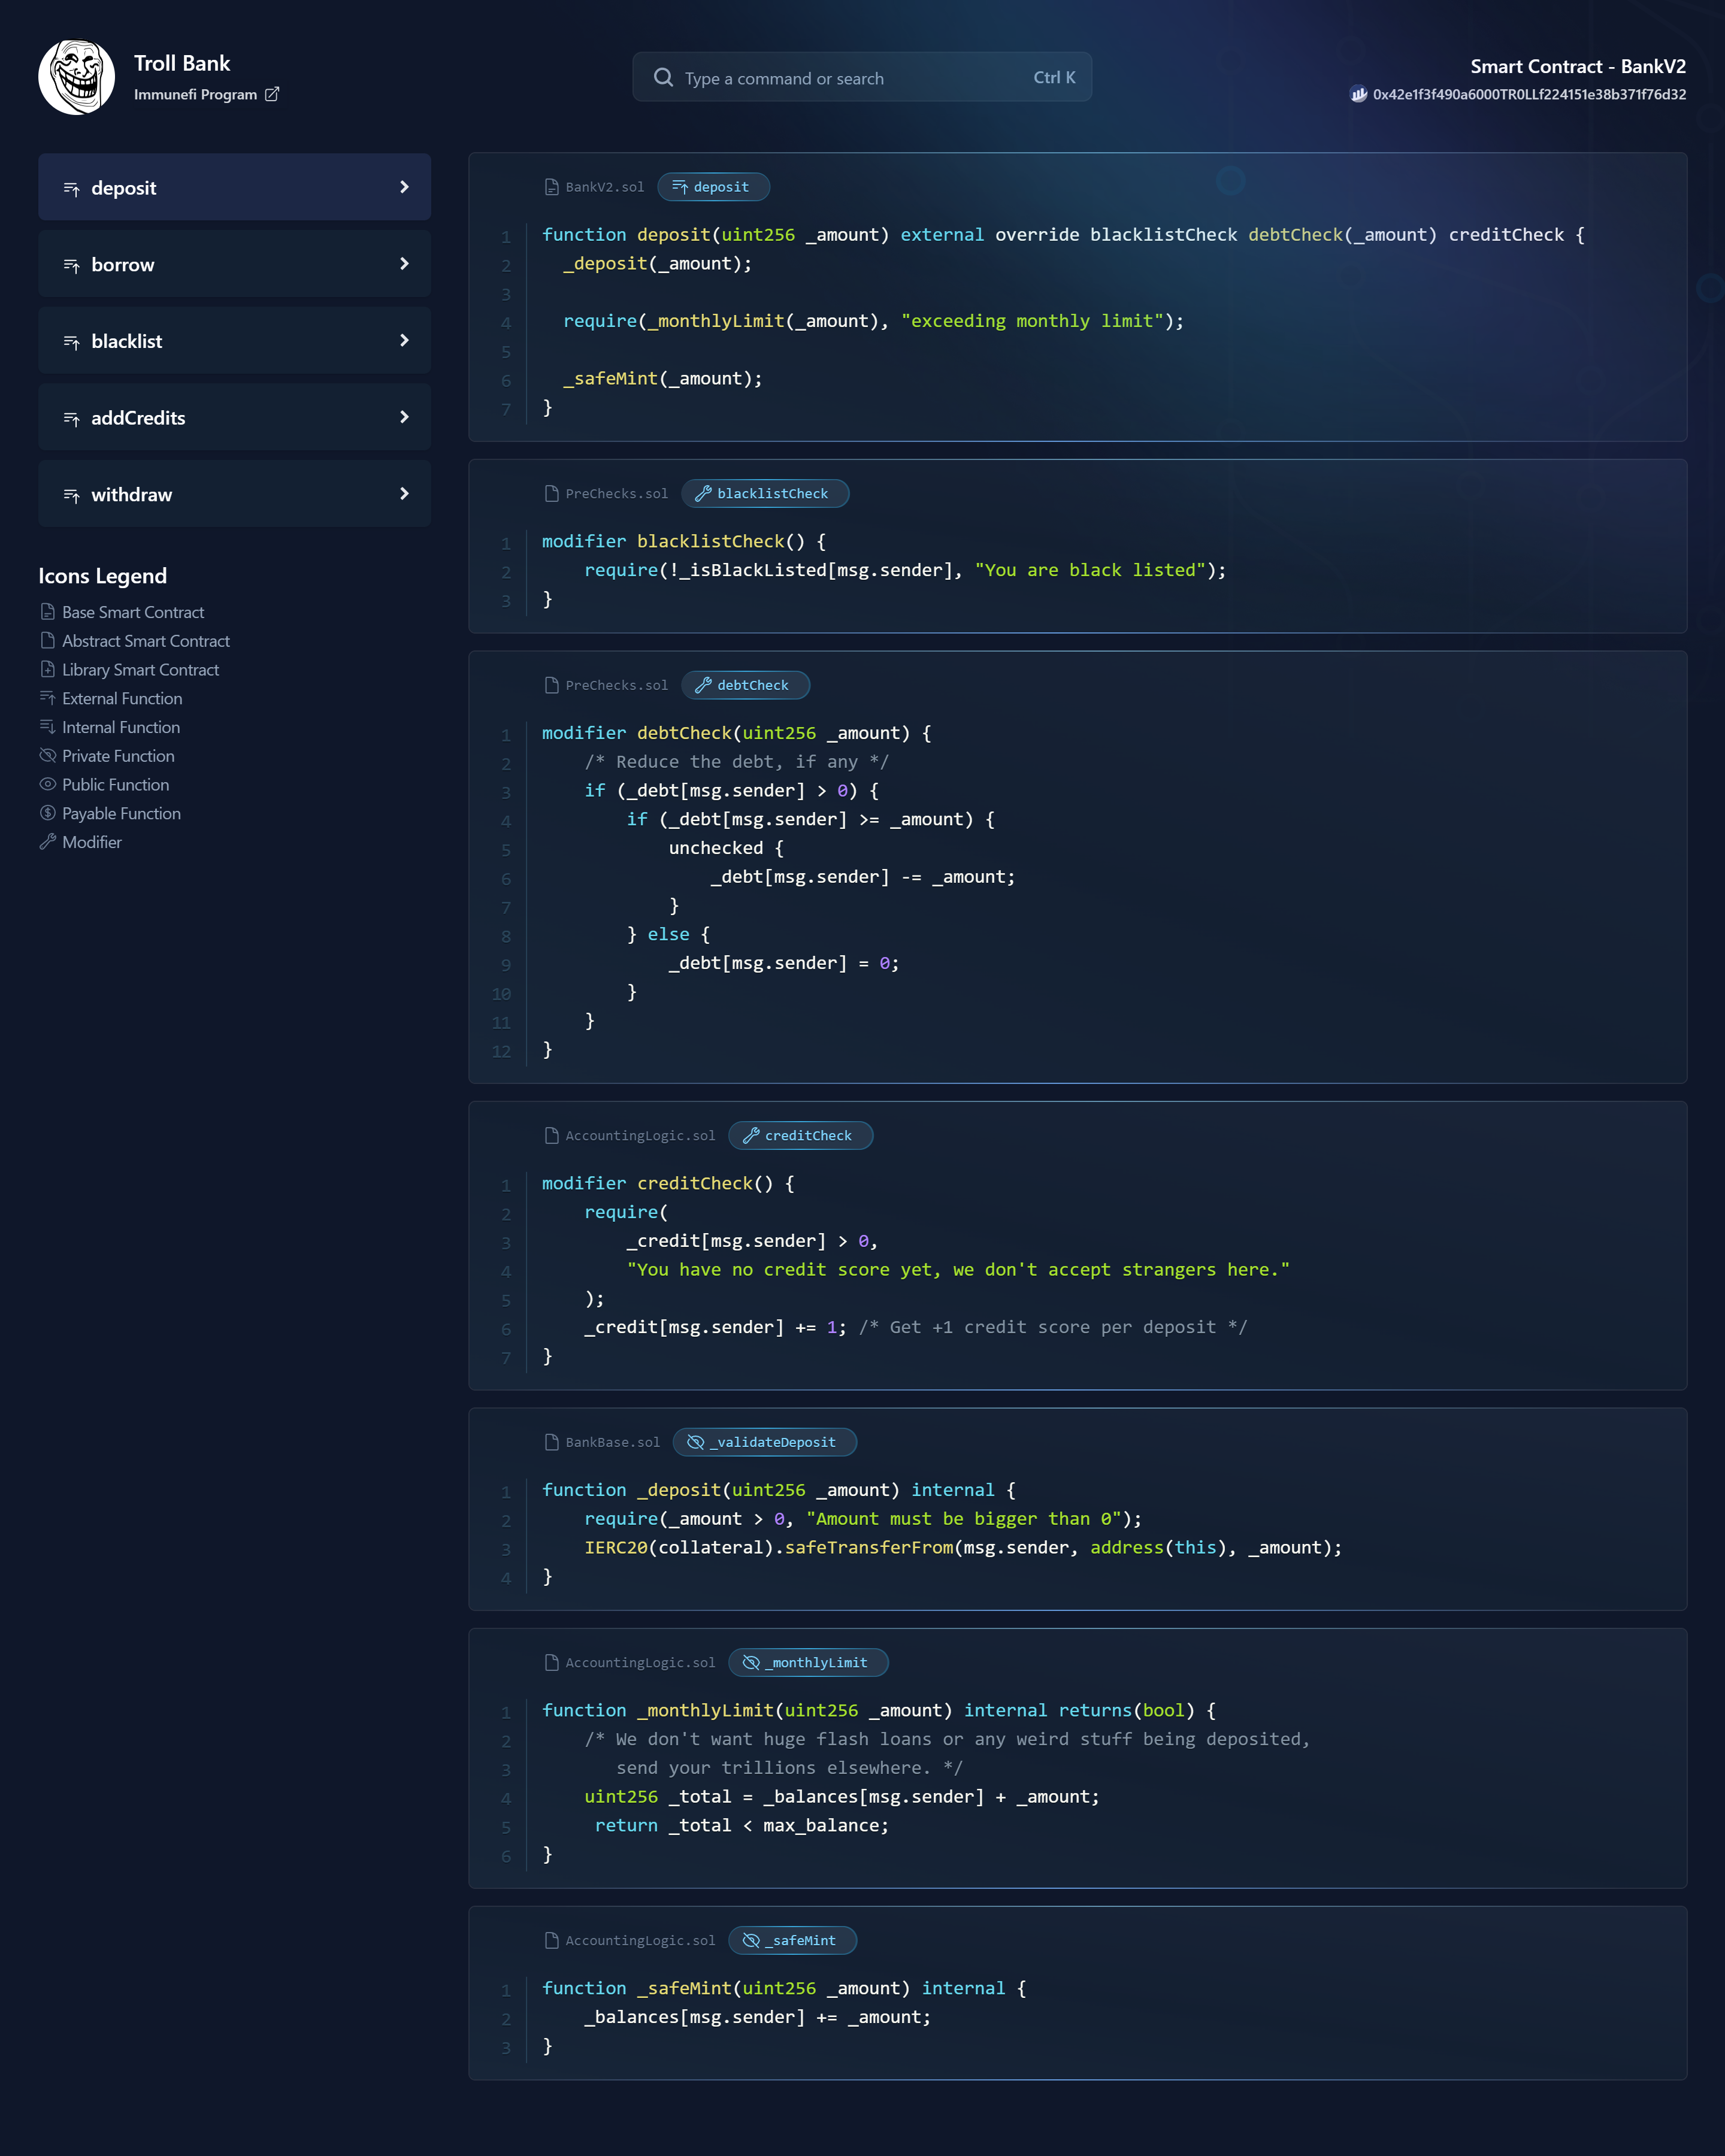 Troll Bank
Immunefi Program
Type a command or search
Ctrl K
Smart Contract - BankV2
0x42e1f3f490a6000TR0LLf224151e38b371f76d32
deposit
borrow
blacklist
addCredits
withdraw
Icons Legend
Base Smart Contract
Abstract Smart Contract
Library Smart Contract
External Function
Internal Function
Private Function
Public Function
Payable Function
Modifier
BankV2.sol deposit
1 function deposit(uint256 _amount) external override blacklistCheck debtCheck(_amount) creditCheck {
2 _deposit(_amount);
3
4 require(_monthlyLimit(_amount), "exceeding monthly limit");
5
6 _safeMint(_amount);
7 }
PreChecks.sol blacklistCheck
1 modifier blacklistCheck() {
2 require(!_isBlackListed[msg.sender], "You are black listed");
3 }
PreChecks.sol debtCheck
1 modifier debtCheck(uint256 _amount) {
2 /* Reduce the debt, if any */
3 if (_debt[msg.sender] > 0) {
4 if (_debt[msg.sender] >= _amount) {
5 unchecked {
6 _debt[msg.sender] -= _amount;
7 }
8 } else {
9 _debt[msg.sender] = 0;
10 }
11 }
12 }
AccountingLogic.sol creditCheck
1 modifier creditCheck() {
2 require(
3 _credit[msg.sender] > 0,
4 "You have no credit score yet, we don't accept strangers here."
5 );
6 _credit[msg.sender] += 1; /* Get +1 credit score per deposit */
7 }
BankBase.sol _validateDeposit
1 function _deposit(uint256 _amount) internal {
2 require(_amount > 0, "Amount must be bigger than 0");
3 IERC20(collateral).safeTransferFrom(msg.sender, address(this), _amount);
4 }
AccountingLogic.sol _monthlyLimit
1 function _monthlyLimit(uint256 _amount) internal returns(bool) {
2 /* We don't want huge flash loans or any weird stuff being deposited,
3 send your trillions elsewhere. */
4 uint256 _total = _balances[msg.sender] + _amount;
5 return _total < max_balance;
6 }
AccountingLogic.sol _safeMint
1 function _safeMint(uint256 _amount) internal {
2 _balances[msg.sender] += _amount;
3 }